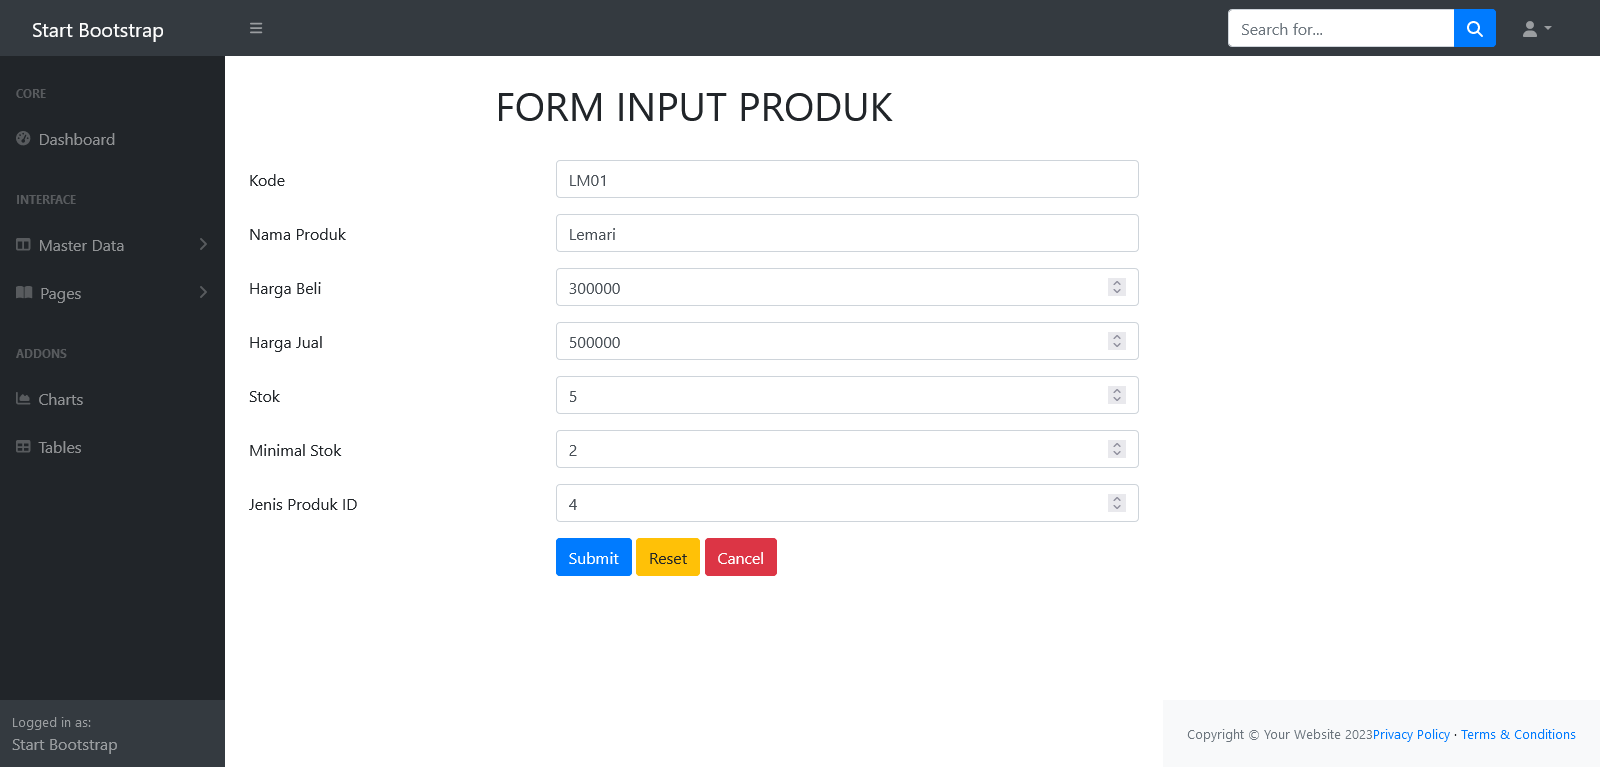 Start Bootstrap
Search for...
CORE
Dashboard
INTERFACE
Master Data
Pages
ADDONS
Charts
Tables
Logged in as:
Start Bootstrap
FORM INPUT PRODUK
Kode LM01
Nama Produk Lemari
Harga Beli 300000
Harga Jual 500000
Stok 5
Minimal Stok 2
Jenis Produk ID 4
Submit Reset Cancel
Copyright © Your Website 2023Privacy Policy · Terms & Conditions